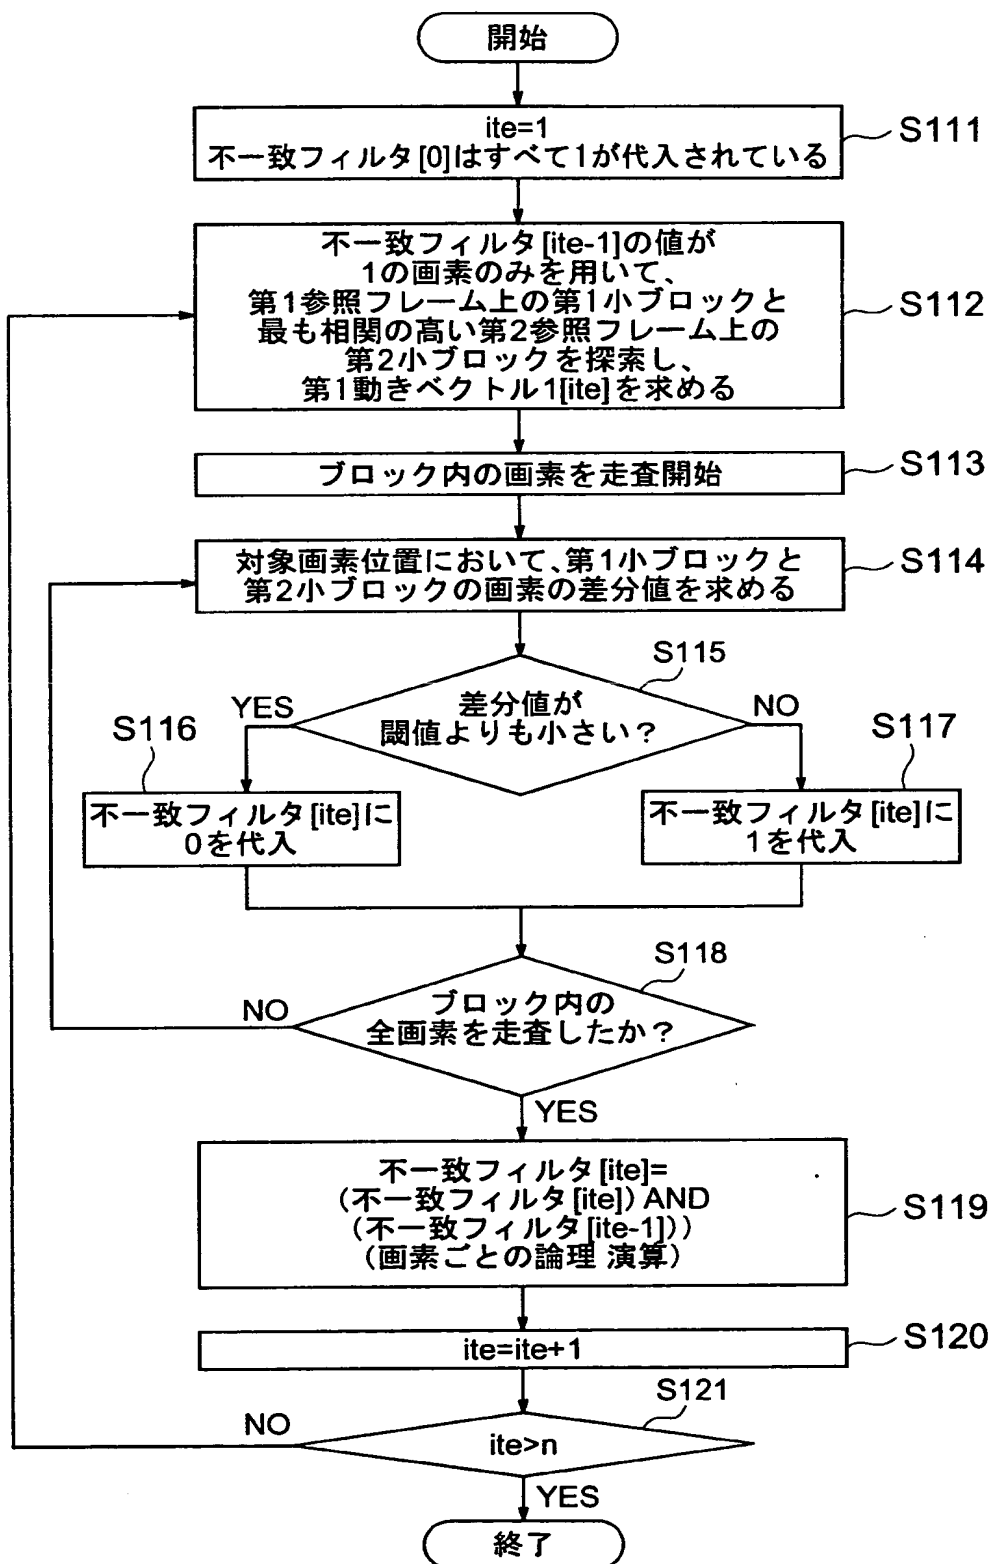 開始
ite=1
不一致フィルタ[0]はすべて1が代入されている
S111
不一致フィルタ[ite-1]の値が
1の画素のみを用いて、
第1参照フレーム上の第1小ブロックと
最も相関の高い第2参照フレーム上の
第2小ブロックを探索し、
第1動きベクトル1[ite]を求める
S112
ブロック内の画素を走査開始
S113
対象画素位置において、第1小ブロックと
第2小ブロックの画素の差分値を求める
S114
S115
差分値が
閾値よりも小さい?
YES
NO
S116
不一致フィルタ[ite]に
0を代入
S117
不一致フィルタ[ite]に
1を代入
S118
ブロック内の
全画素を走査したか?
NO
YES
不一致フィルタ[ite]=
(不一致フィルタ[ite]) AND
(不一致フィルタ[ite-1]))
(画素ごとの論理 演算)
S119
ite=ite+1
S120
S121
ite>n
NO
YES
終了